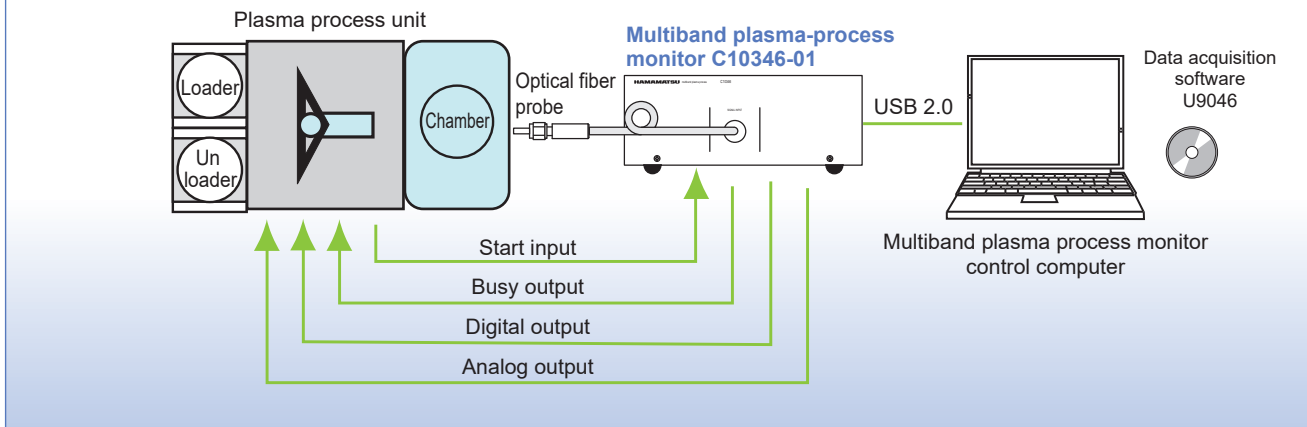 Plasma process unit
Loader
Un
loader
Chamber
Optical fiber
probe
Multiband plasma-process
monitor C10346-01
HAMAMATSU
USB 2.0
Data acquisition
software
U9046
Multiband plasma process monitor
control computer
Start input
Busy output
Digital output
Analog output